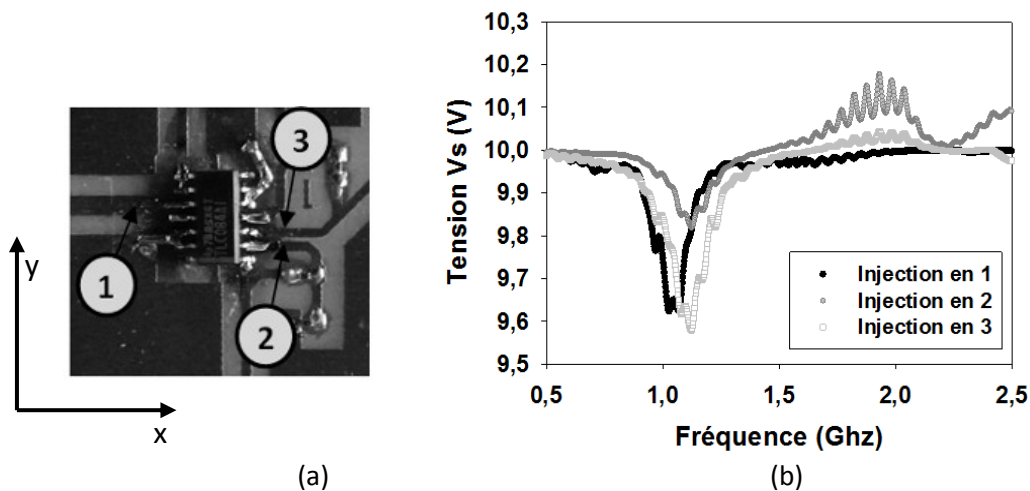 1
2
3
y
x
(a)
10,3
10,2
10,1
10,0
9,9
9,8
9,7
9,6
9,5
Tension Vs (V)
Injection en 1
Injection en 2
Injection en 3
0,5
1,0
1,5
2,0
2,5
Fréquence (Ghz)
(b)